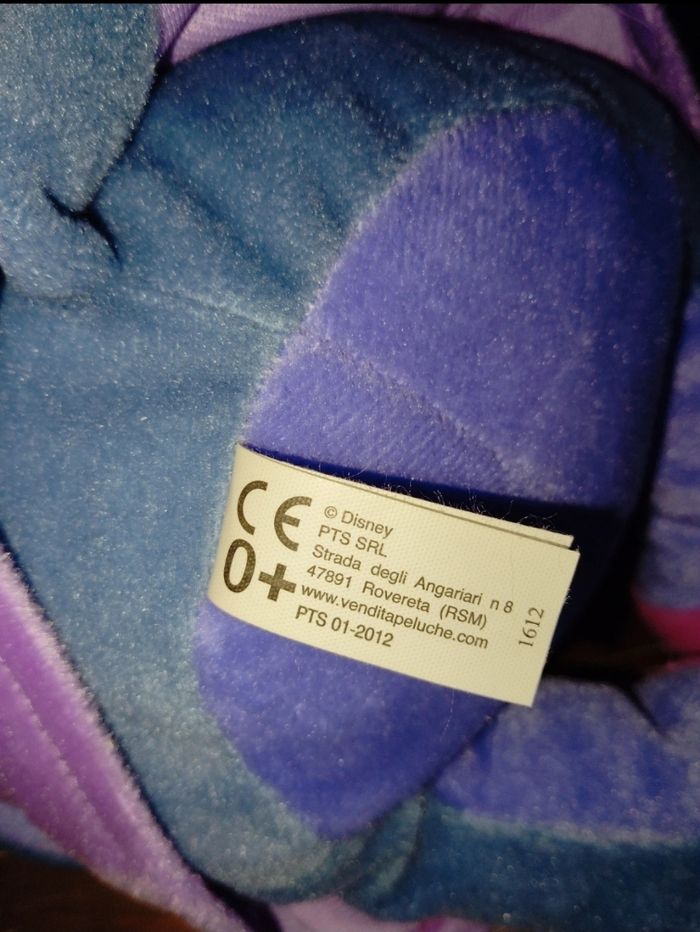 CE
0+
© Disney
PTS SRL
Strada degli Angariari n 8
47891 Rovereta (RSM)
www.venditapeluche.com
PTS 01-2012
1612